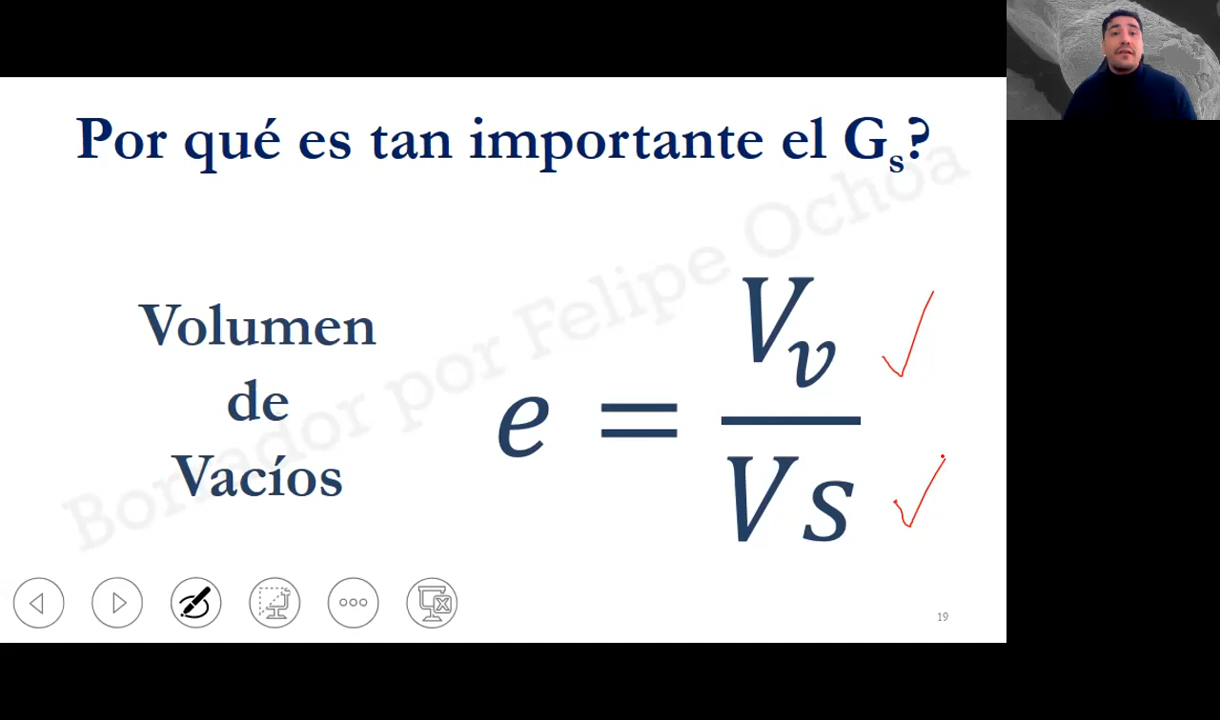 Por qué es tan importante el Gs?
Volumen
de
Vacíos
e = Vv / Vs
Borrador por Felipe Ochoa
19